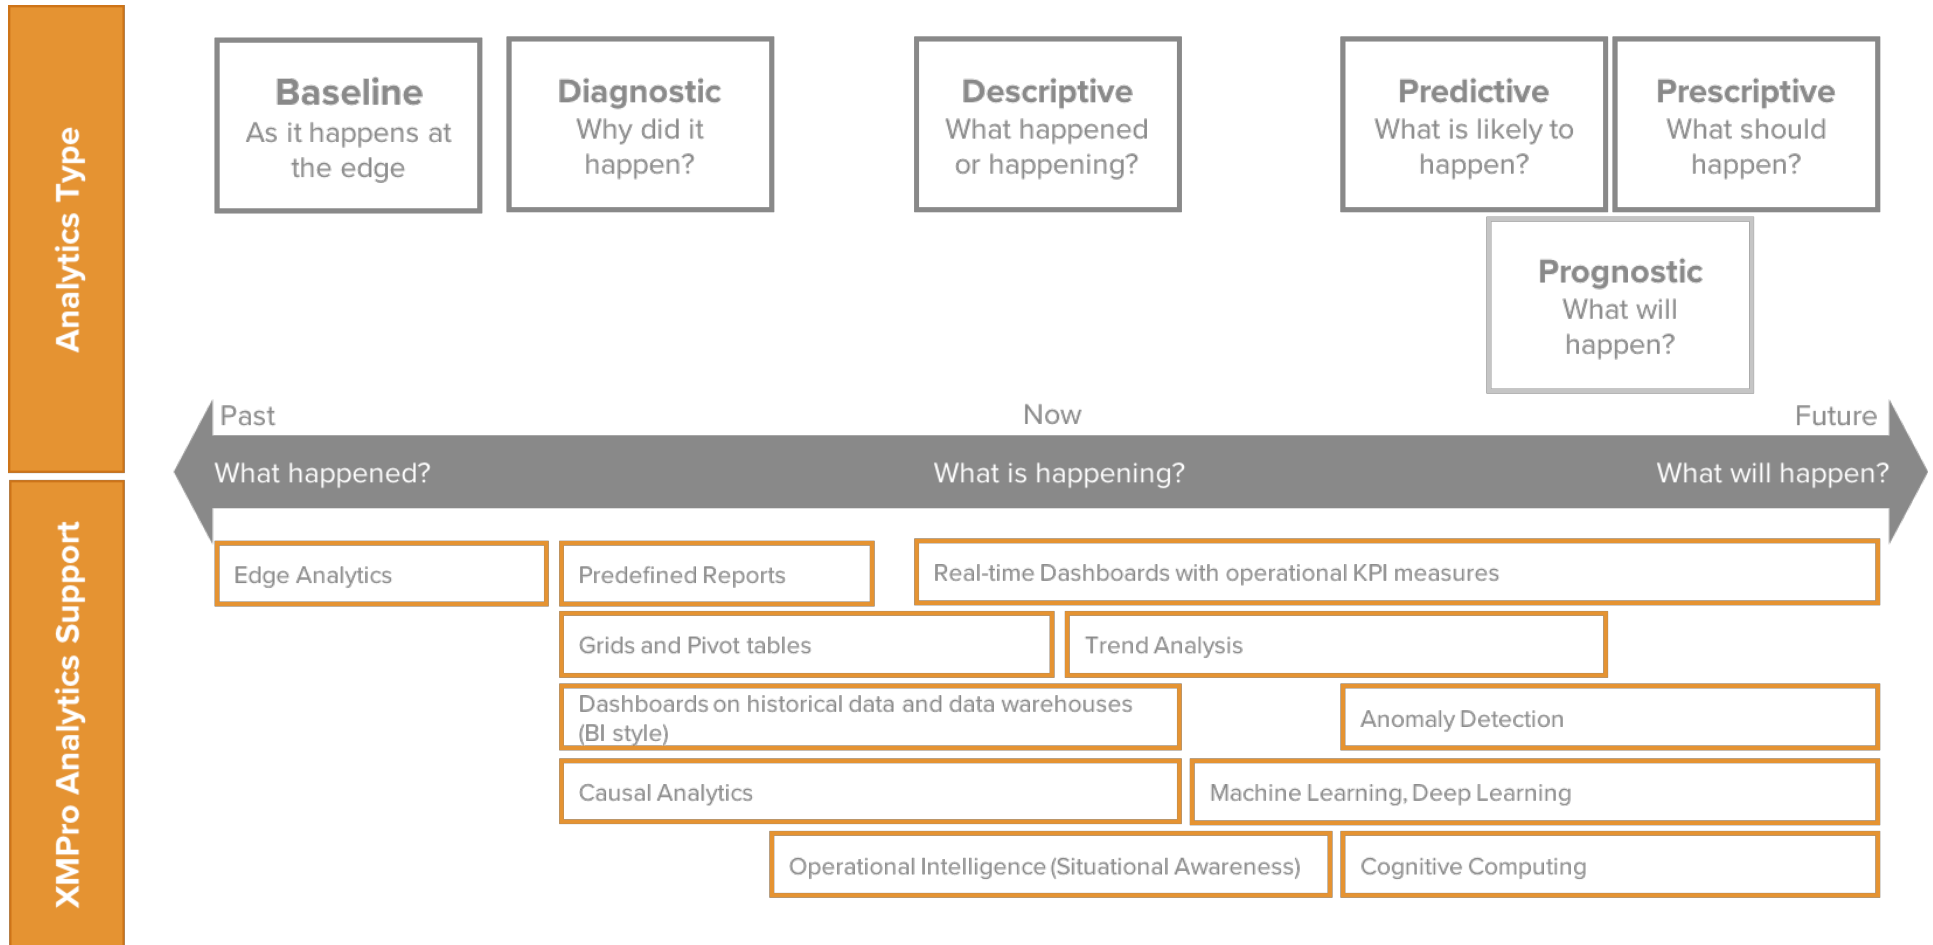 Analytics Type
Baseline
As it happens at
the edge
Diagnostic
Why did it
happen?
Descriptive
What happened
or happening?
Predictive
What is likely to
happen?
Prescriptive
What should
happen?
Prognostic
What will
happen?
Past
Now
Future
What happened?
What is happening?
What will happen?
XMPro Analytics Support
Edge Analytics
Predefined Reports
Real-time Dashboards with operational KPI measures
Grids and Pivot tables
Trend Analysis
Dashboards on historical data and data warehouses
(BI style)
Anomaly Detection
Causal Analytics
Machine Learning, Deep Learning
Operational Intelligence (Situational Awareness)
Cognitive Computing